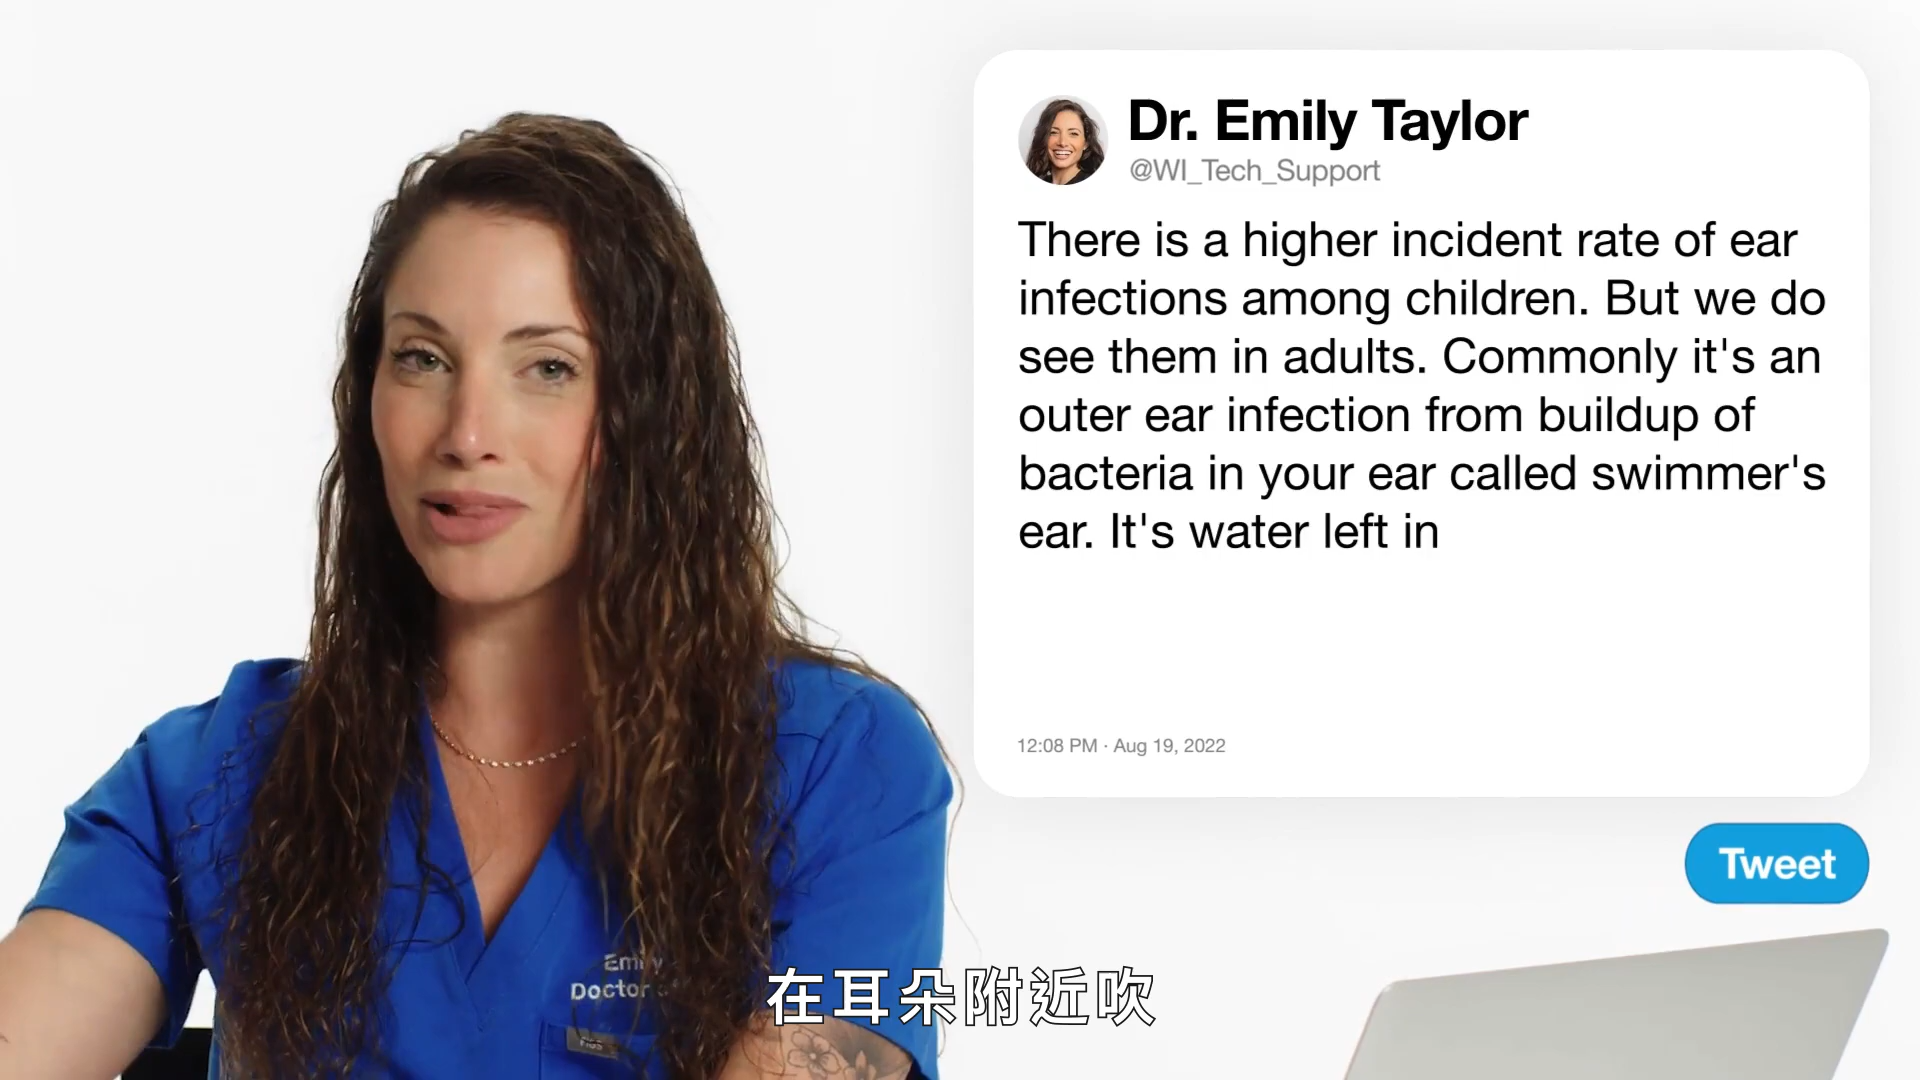 Dr. Emily Taylor
@WI_Tech_Support
There is a higher incident rate of ear
infections among children. But we do
see them in adults. Commonly it's an
outer ear infection from buildup of
bacteria in your ear called swimmer's
ear. It's water left in
12:08 PM · Aug 19, 2022
Tweet
Emily
Doctor of
在耳朵附近吹